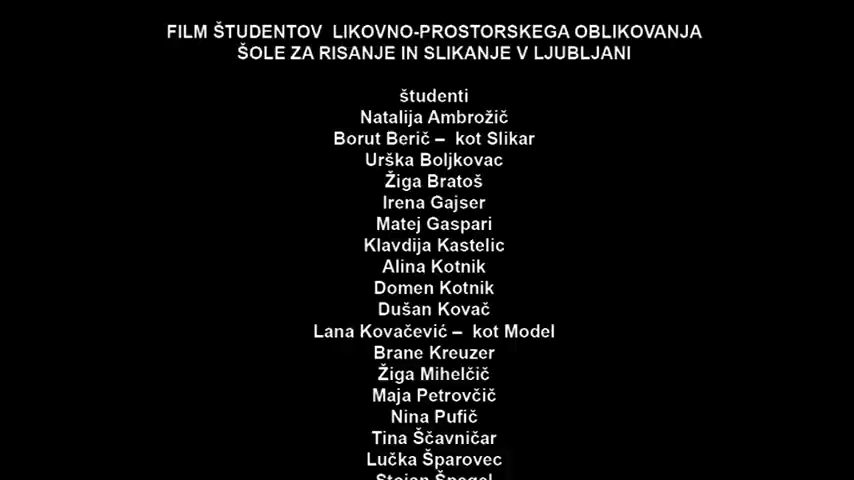 FILM ŠTUDENTOV LIKOVNO-PROSTORSKEGA OBLIKOVANJA
ŠOLE ZA RISANJE IN SLIKANJE V LJUBLJANI
študenti
Natalija Ambrožič
Borut Berič – kot Slikar
Urška Boljkovac
Žiga Bratoš
Irena Gajser
Matej Gaspari
Klavdija Kastelic
Alina Kotnik
Domen Kotnik
Dušan Kovač
Lana Kovačević – kot Model
Brane Kreuzer
Žiga Mihelčič
Maja Petrovčič
Nina Pufič
Tina Ščavničar
Lučka Šparovec
Stojan Špegel